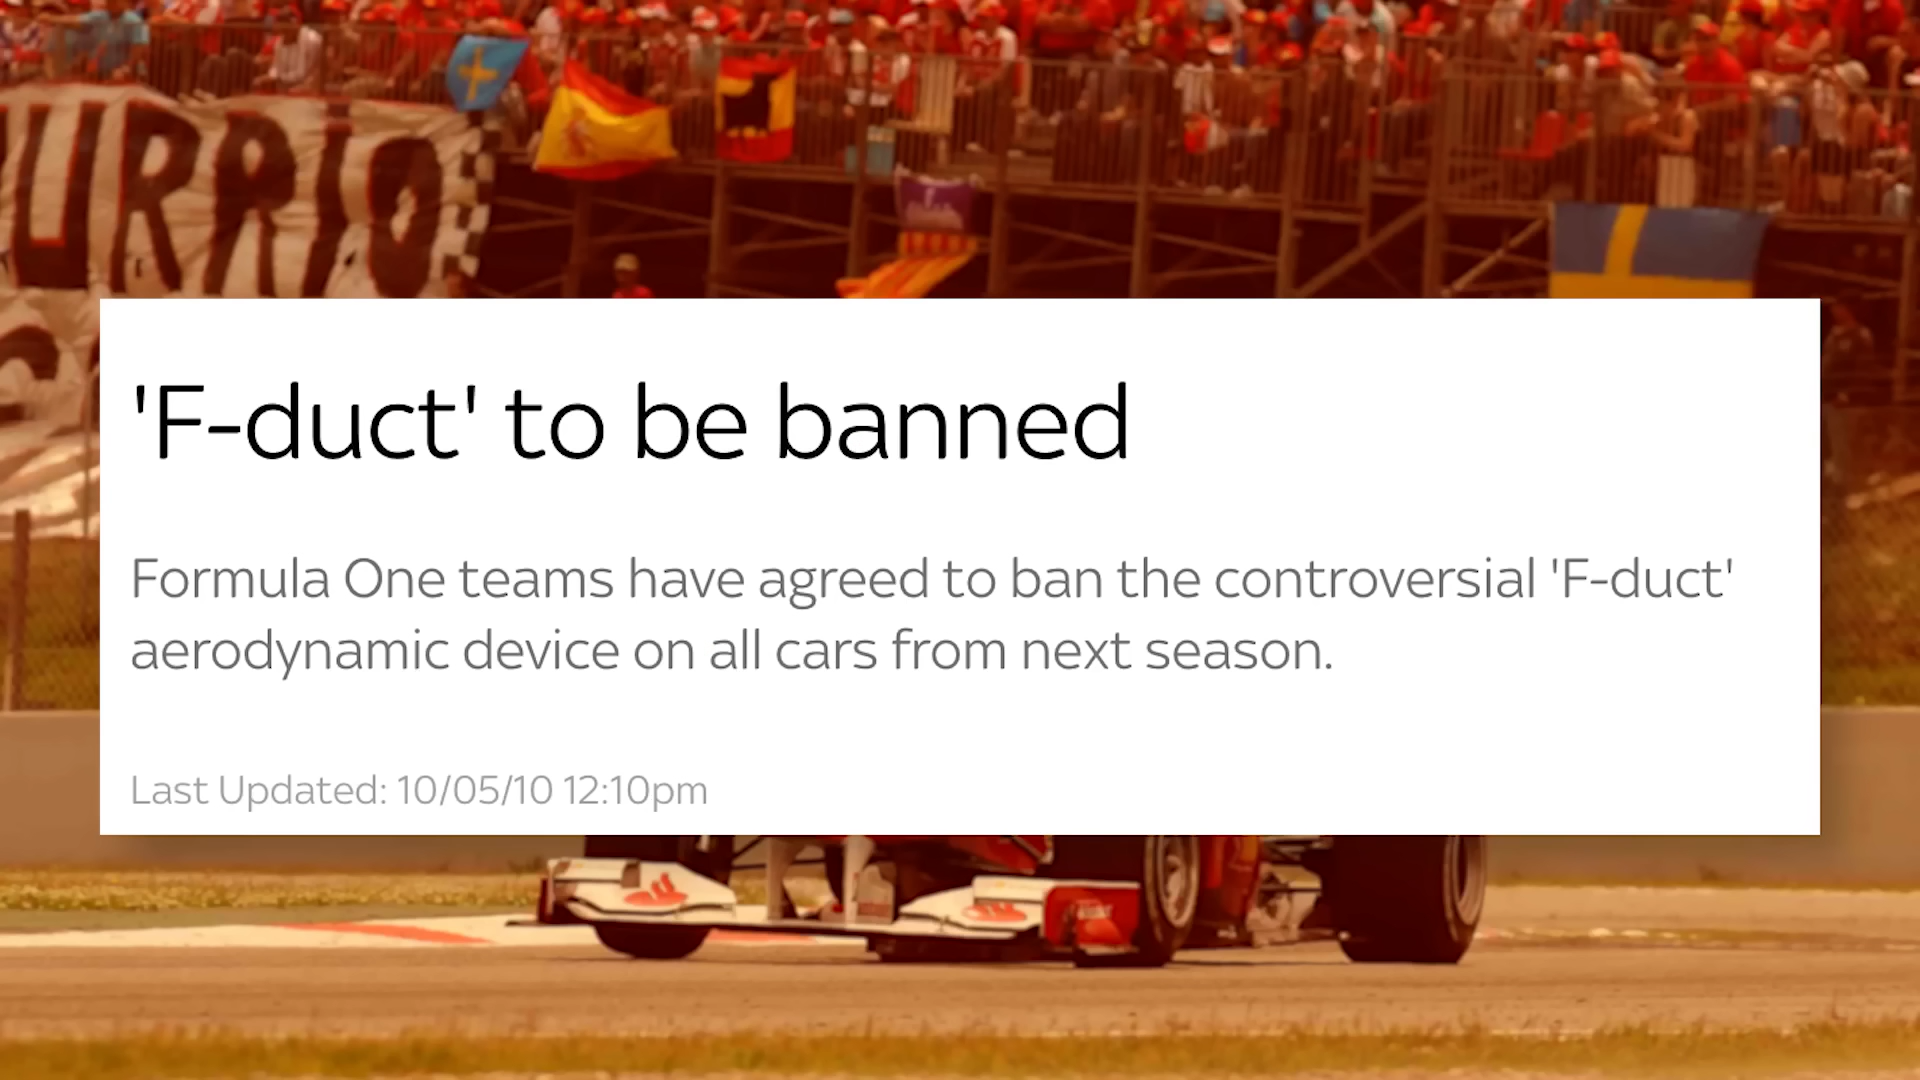 URRIO
'F-duct' to be banned
Formula One teams have agreed to ban the controversial 'F-duct'
aerodynamic device on all cars from next season.
Last Updated: 10/05/10 12:10pm